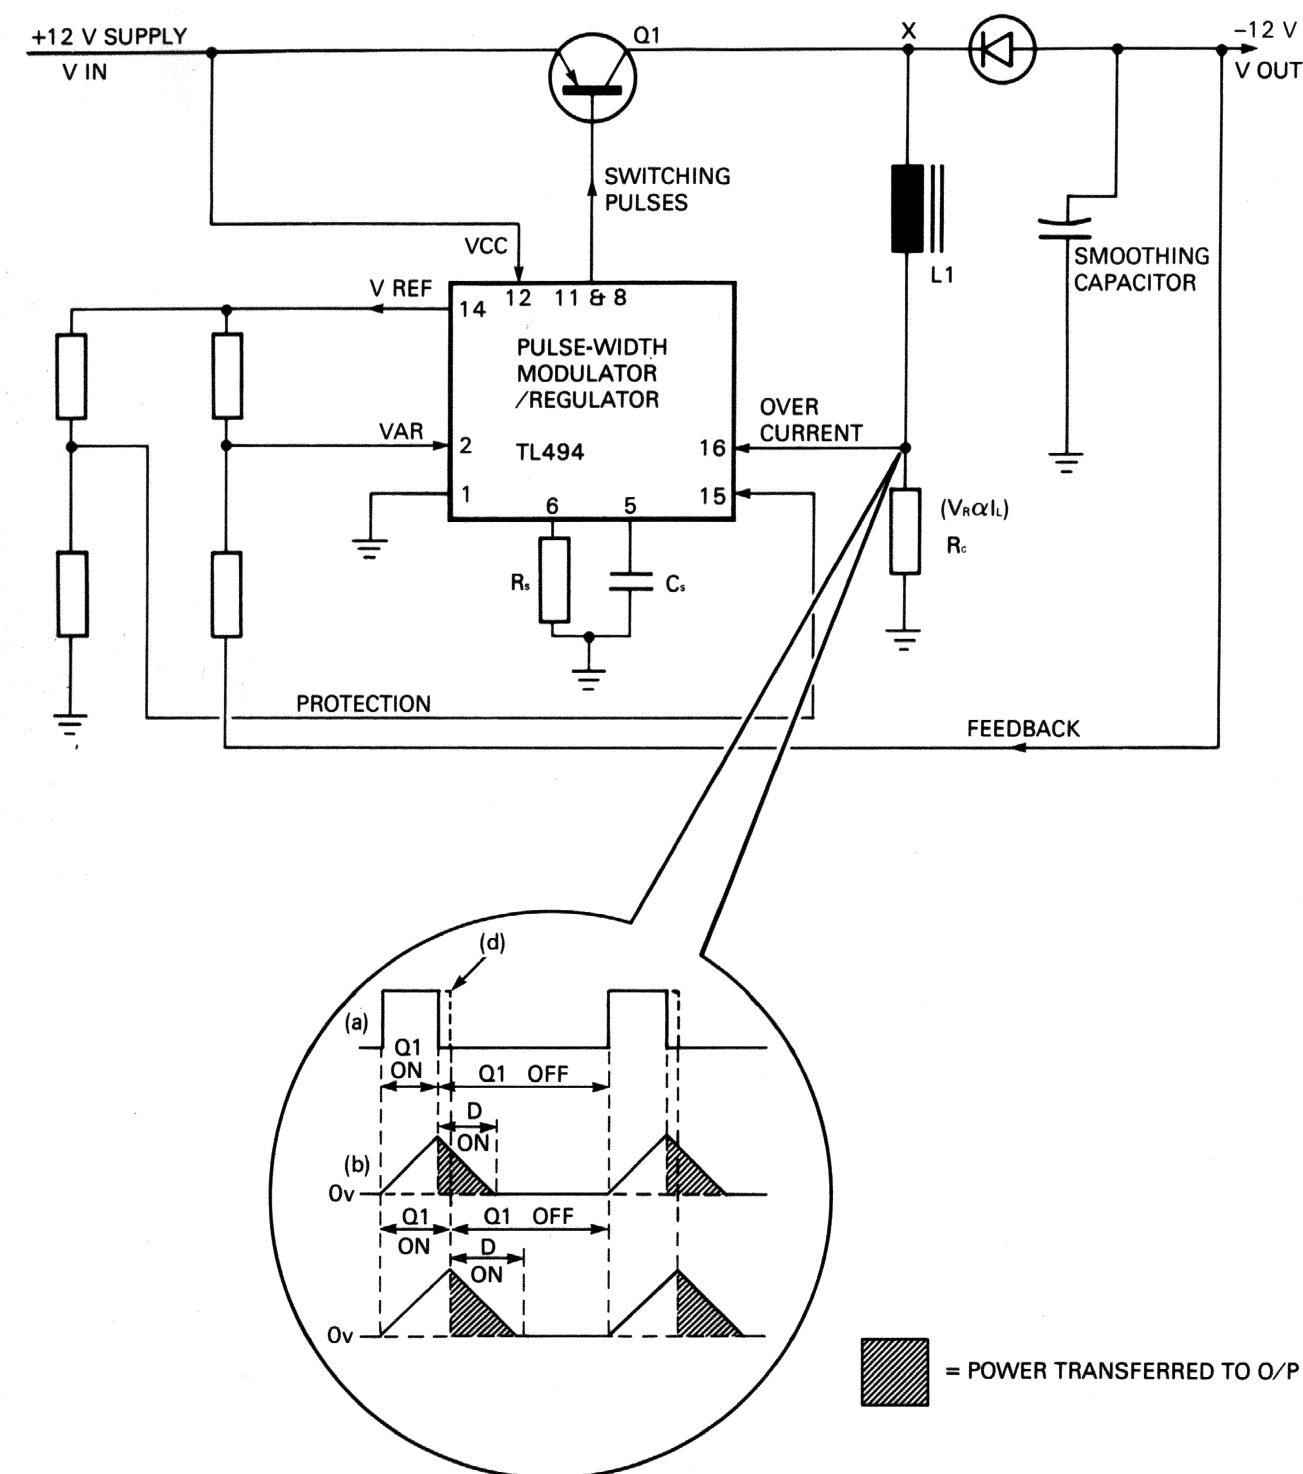 +12 V SUPPLY
V IN
Q1
X
−12 V
V OUT
SWITCHING
PULSES
VCC
L1
SMOOTHING
CAPACITOR
V REF
14
12
11 & 8
PULSE-WIDTH
MODULATOR
/REGULATOR
TL494
VAR
2
OVER
CURRENT
16
1
15
6
5
(VRαIL)
Rc
Rs
Cs
PROTECTION
FEEDBACK
(d)
(a)
Q1
ON
Q1 OFF
D
ON
(b)
0v
Q1
ON
Q1 OFF
D
ON
0v
= POWER TRANSFERRED TO O/P